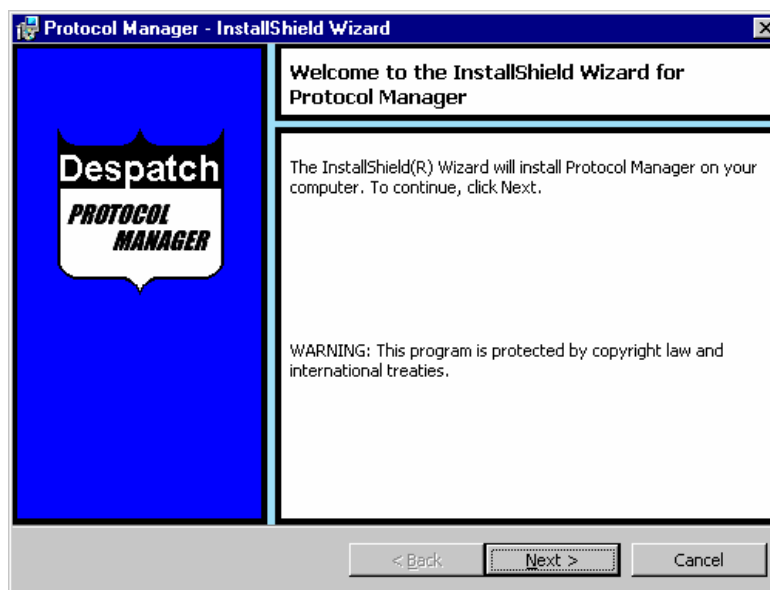 Protocol Manager - InstallShield Wizard
Despatch
PROTOCOL
MANAGER
Welcome to the InstallShield Wizard for
Protocol Manager
The InstallShield(R) Wizard will install Protocol Manager on your
computer. To continue, click Next.
WARNING: This program is protected by copyright law and
international treaties.
< Back
Next >
Cancel